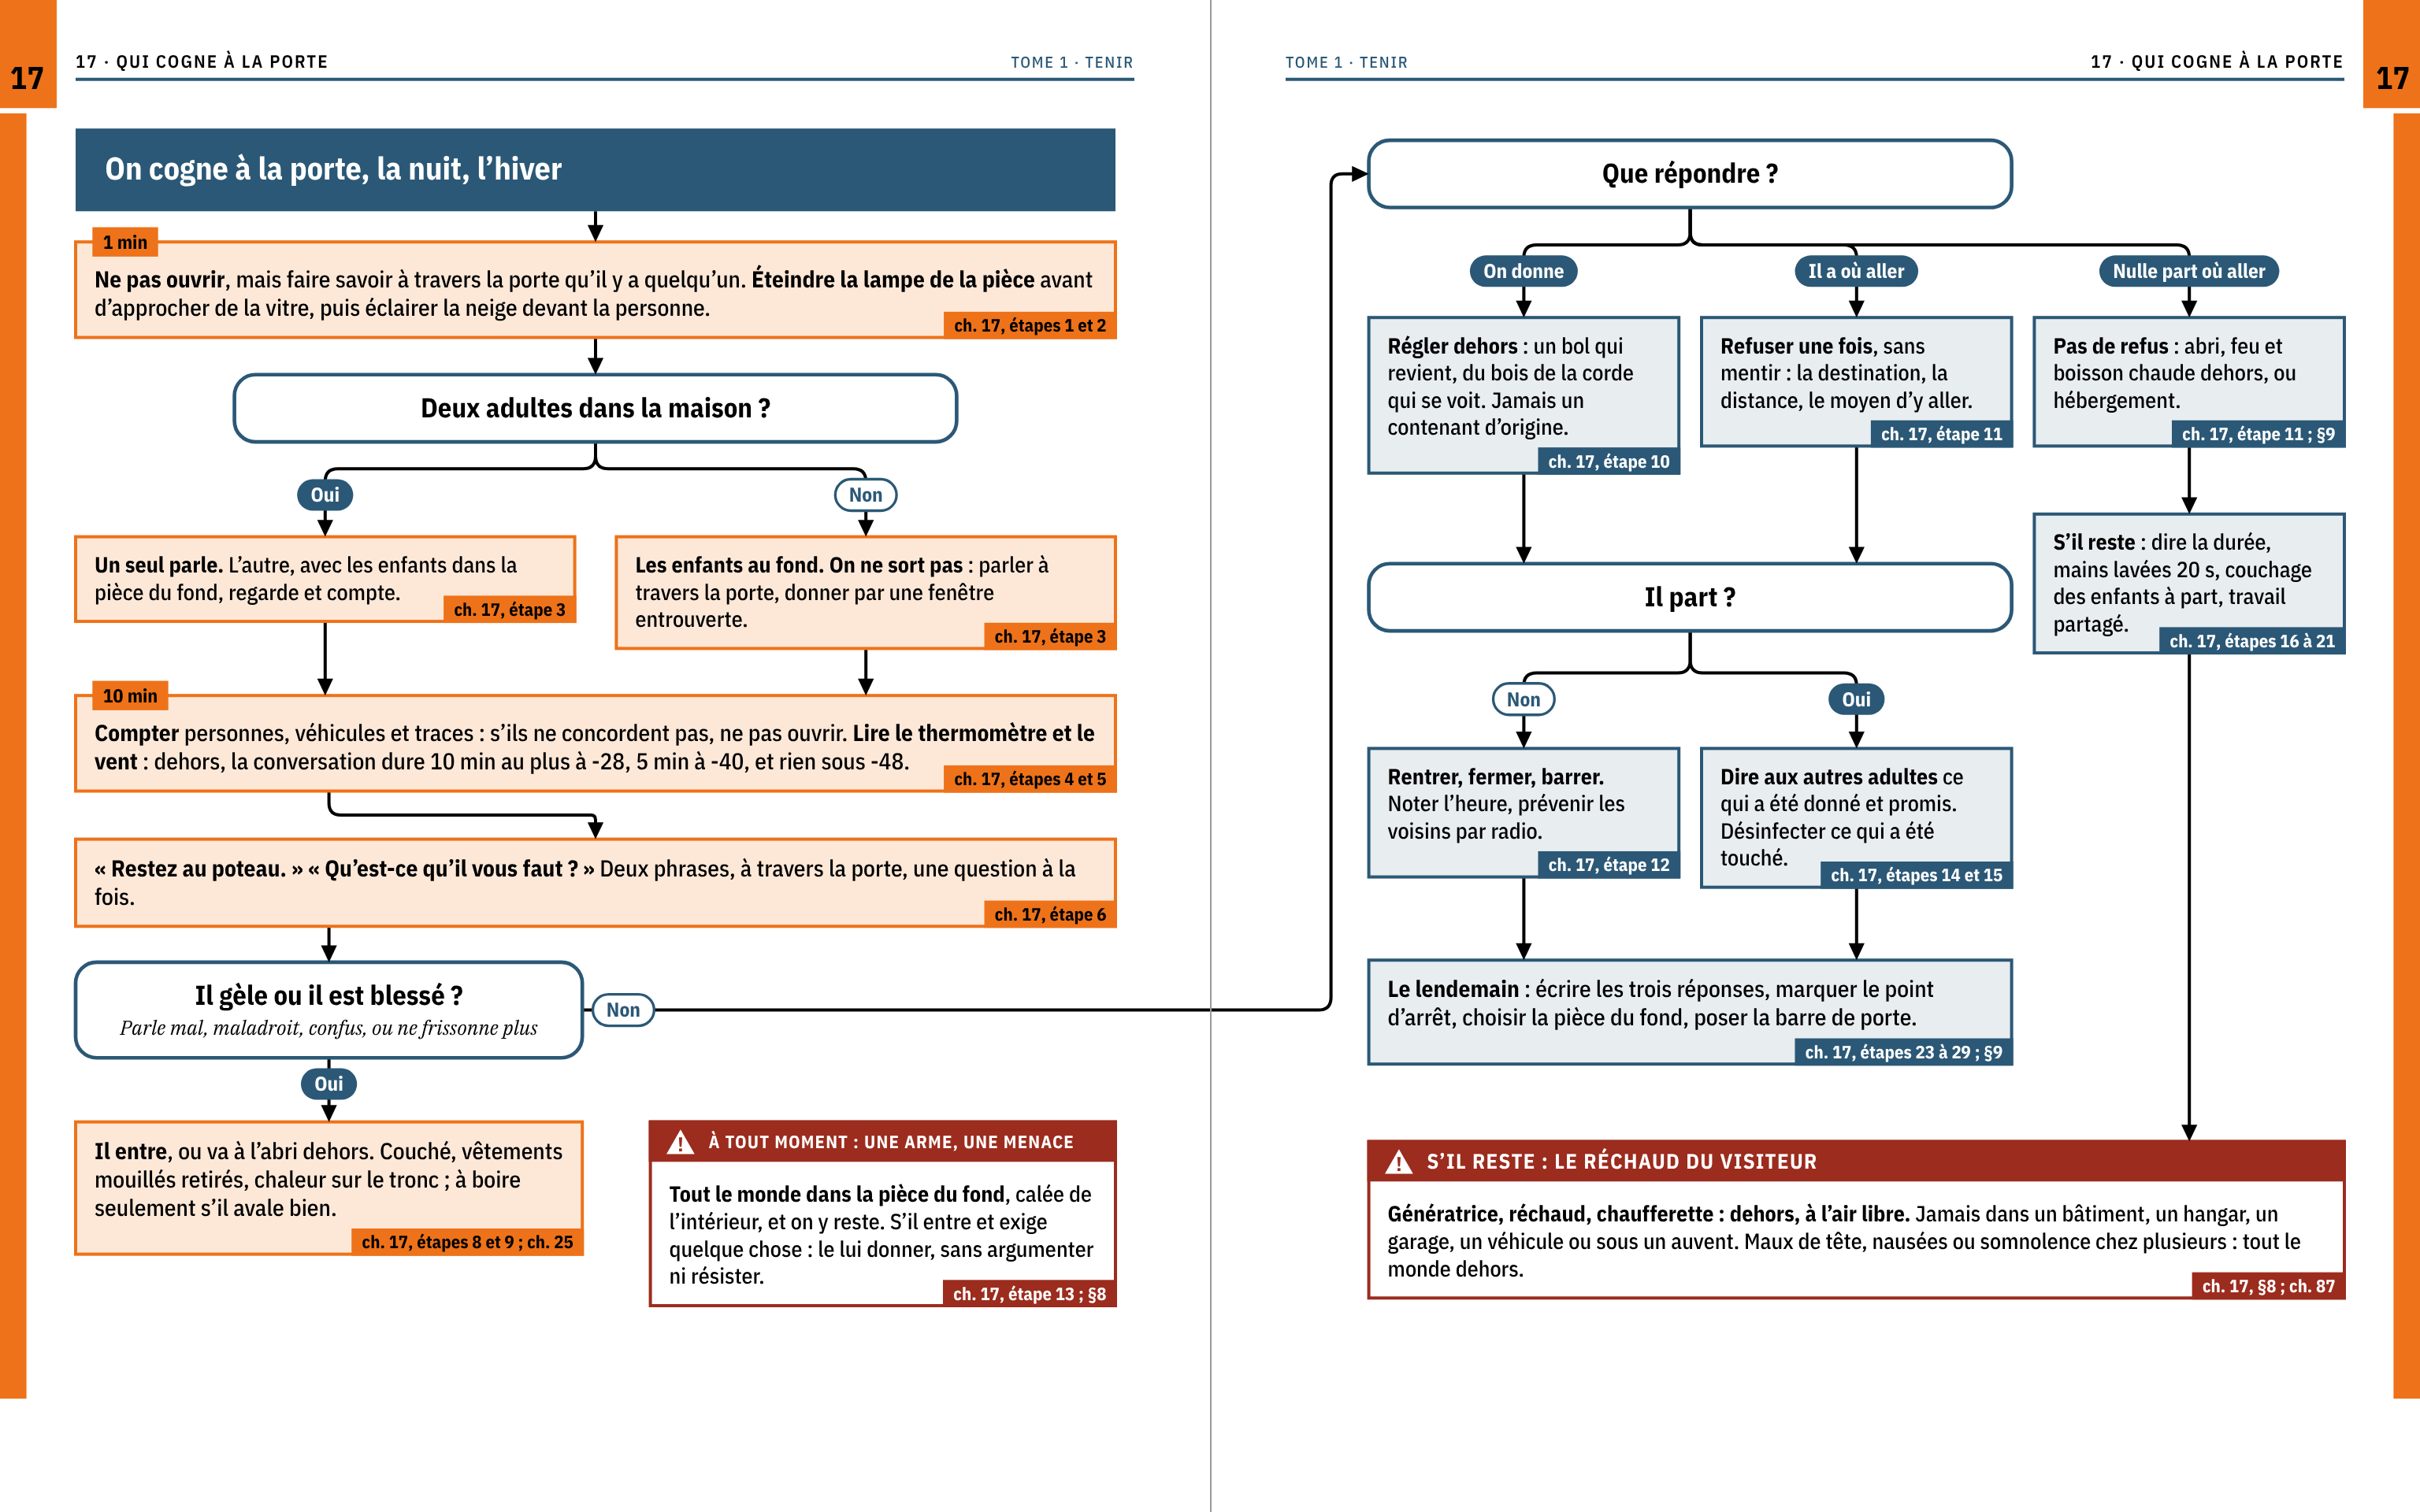 17
17 · QUI COGNE À LA PORTE
TOME 1 · TENIR
On cogne à la porte, la nuit, l’hiver
1 min
Ne pas ouvrir, mais faire savoir à travers la porte qu’il y a quelqu’un. Éteindre la lampe de la pièce avant
d’approcher de la vitre, puis éclairer la neige devant la personne.
ch. 17, étapes 1 et 2
Deux adultes dans la maison ?
Oui
Non
Un seul parle. L’autre, avec les enfants dans la
pièce du fond, regarde et compte.
ch. 17, étape 3
Les enfants au fond. On ne sort pas : parler à
travers la porte, donner par une fenêtre
entrouverte.
ch. 17, étape 3
10 min
Compter personnes, véhicules et traces : s’ils ne concordent pas, ne pas ouvrir. Lire le thermomètre et le
vent : dehors, la conversation dure 10 min au plus à -28, 5 min à -40, et rien sous -48.
ch. 17, étapes 4 et 5
« Restez au poteau. » « Qu’est-ce qu’il vous faut ? » Deux phrases, à travers la porte, une question à la
fois.
ch. 17, étape 6
Il gèle ou il est blessé ?
Parle mal, maladroit, confus, ou ne frissonne plus
Non
Oui
Il entre, ou va à l’abri dehors. Couché, vêtements
mouillés retirés, chaleur sur le tronc ; à boire
seulement s’il avale bien.
ch. 17, étapes 8 et 9 ; ch. 25
À TOUT MOMENT : UNE ARME, UNE MENACE
Tout le monde dans la pièce du fond, calée de
l’intérieur, et on y reste. S’il entre et exige
quelque chose : le lui donner, sans argumenter
ni résister.
ch. 17, étape 13 ; §8
TOME 1 · TENIR
17 · QUI COGNE À LA PORTE
17
Que répondre ?
On donne
Il a où aller
Nulle part où aller
Régler dehors : un bol qui
revient, du bois de la corde
qui se voit. Jamais un
contenant d’origine.
ch. 17, étape 10
Refuser une fois, sans
mentir : la destination, la
distance, le moyen d’y aller.
ch. 17, étape 11
Pas de refus : abri, feu et
boisson chaude dehors, ou
hébergement.
ch. 17, étape 11 ; §9
S’il reste : dire la durée,
mains lavées 20 s, couchage
des enfants à part, travail
partagé.
ch. 17, étapes 16 à 21
Il part ?
Non
Oui
Rentrer, fermer, barrer.
Noter l’heure, prévenir les
voisins par radio.
ch. 17, étape 12
Dire aux autres adultes ce
qui a été donné et promis.
Désinfecter ce qui a été
touché.
ch. 17, étapes 14 et 15
Le lendemain : écrire les trois réponses, marquer le point
d’arrêt, choisir la pièce du fond, poser la barre de porte.
ch. 17, étapes 23 à 29 ; §9
S’IL RESTE : LE RÉCHAUD DU VISITEUR
Génératrice, réchaud, chaufferette : dehors, à l’air libre. Jamais dans un bâtiment, un hangar, un
garage, un véhicule ou sous un auvent. Maux de tête, nausées ou somnolence chez plusieurs : tout le
monde dehors.
ch. 17, §8 ; ch. 87